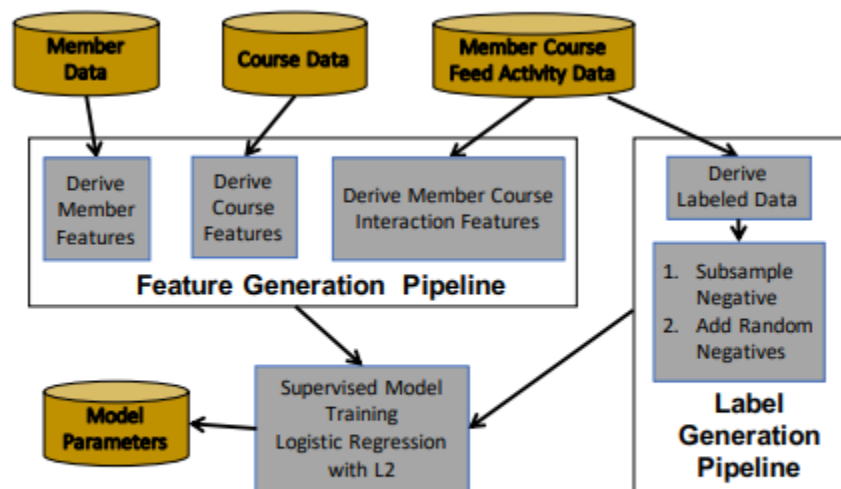 Member
Data
Course Data
Member Course
Feed Activity Data
Derive
Member
Features
Derive
Course
Features
Derive Member Course
Interaction Features
Feature Generation Pipeline
Derive
Labeled Data
1. Subsample
Negative
2. Add Random
Negatives
Label
Generation
Pipeline
Supervised Model
Training
Logistic Regression
with L2
Model
Parameters